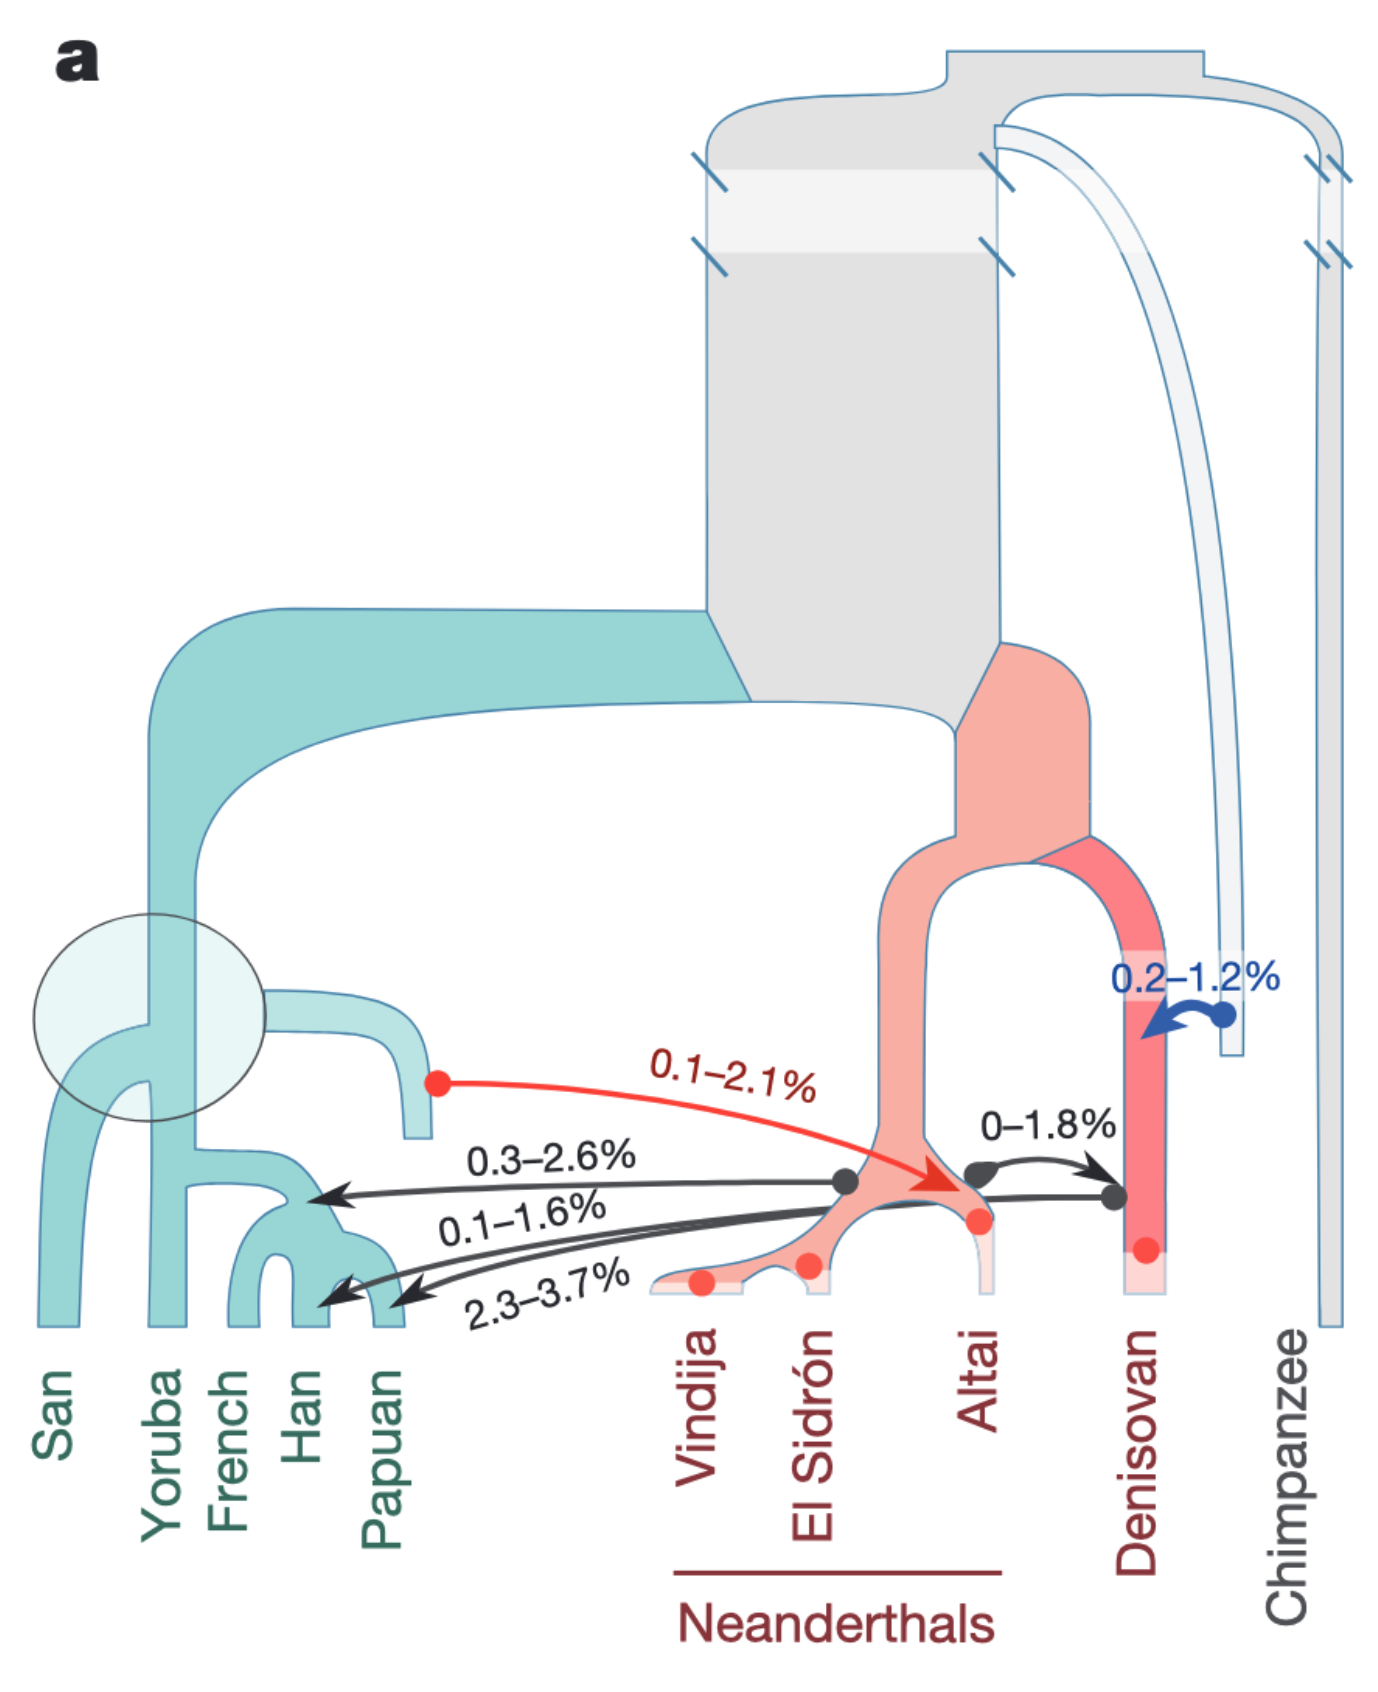 a
0.2–1.2%
0.1–2.1%
0–1.8%
0.3–2.6%
0.1–1.6%
2.3–3.7%
San
Yoruba
French
Han
Papuan
Vindija
El Sidrón
Altai
Denisovan
Chimpanzee
Neanderthals